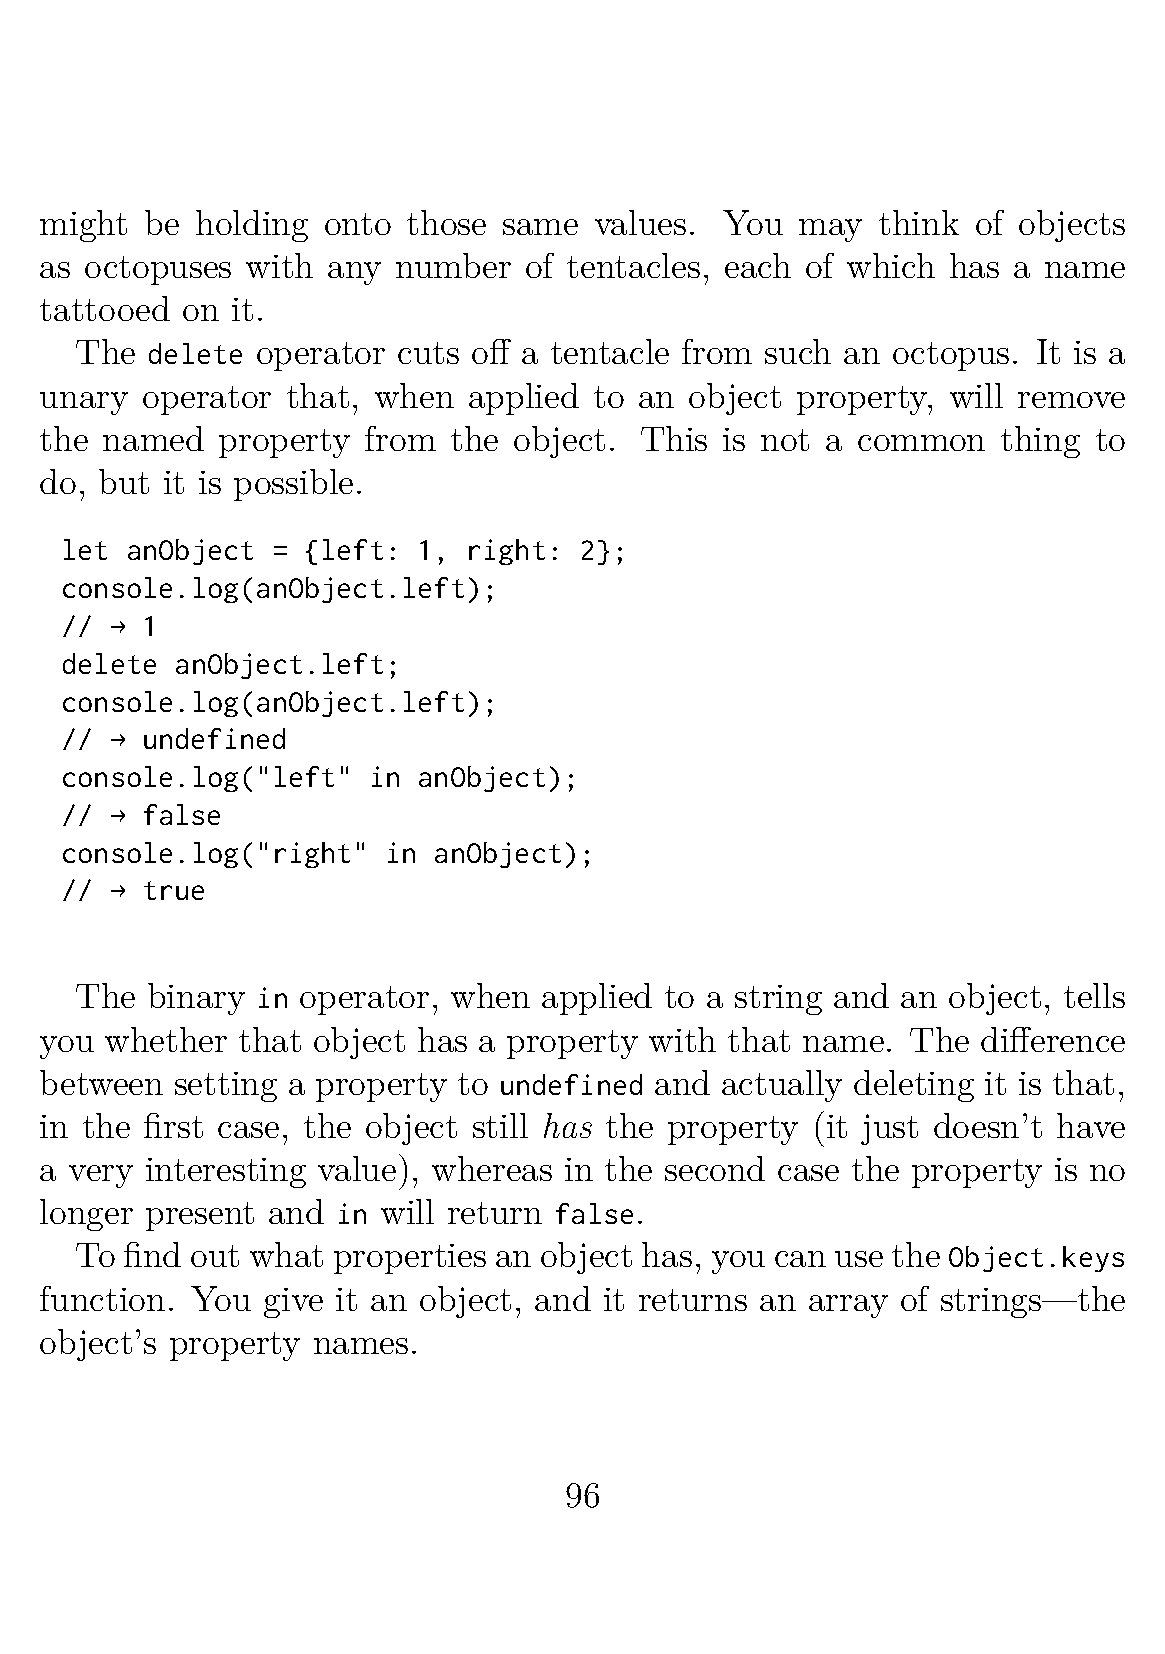 might be holding onto those same values. You may think of objects
as octopuses with any number of tentacles, each of which has a name
tattooed on it.
The delete operator cuts off a tentacle from such an octopus. It is a
unary operator that, when applied to an object property, will remove
the named property from the object. This is not a common thing to
do, but it is possible.
let anObject = {left: 1, right: 2};
console.log(anObject.left);
// → 1
delete anObject.left;
console.log(anObject.left);
// → undefined
console.log("left" in anObject);
// → false
console.log("right" in anObject);
// → true
The binary in operator, when applied to a string and an object, tells
you whether that object has a property with that name. The difference
between setting a property to undefined and actually deleting it is that,
in the first case, the object still has the property (it just doesn’t have
a very interesting value), whereas in the second case the property is no
longer present and in will return false.
To find out what properties an object has, you can use the Object.keys
function. You give it an object, and it returns an array of strings—the
object’s property names.
96